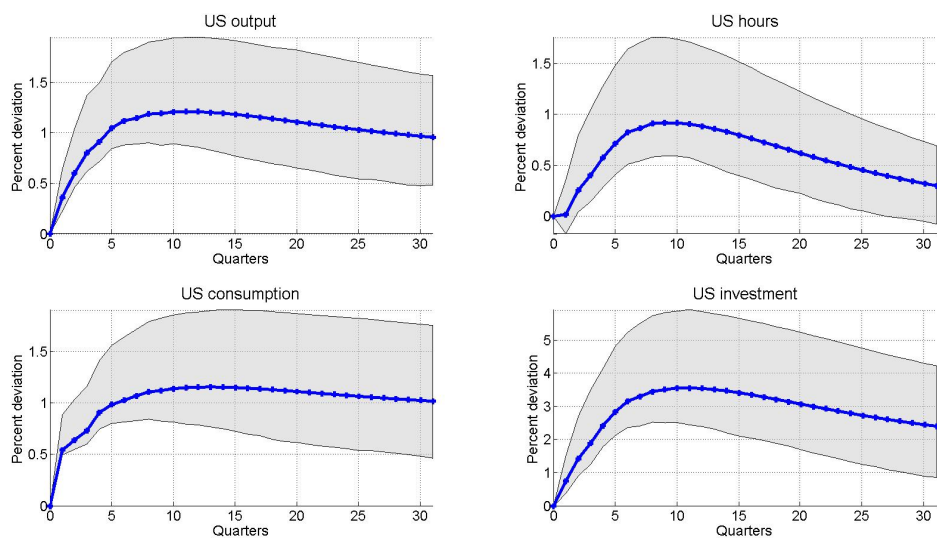 US output
Percent deviation
1.5
1
0.5
0
0 5 10 15 20 25 30
Quarters
US hours
Percent deviation
1.5
1
0.5
0
0 5 10 15 20 25 30
Quarters
US consumption
Percent deviation
1.5
1
0.5
0
0 5 10 15 20 25 30
Quarters
US investment
Percent deviation
5
4
3
2
1
0
0 5 10 15 20 25 30
Quarters